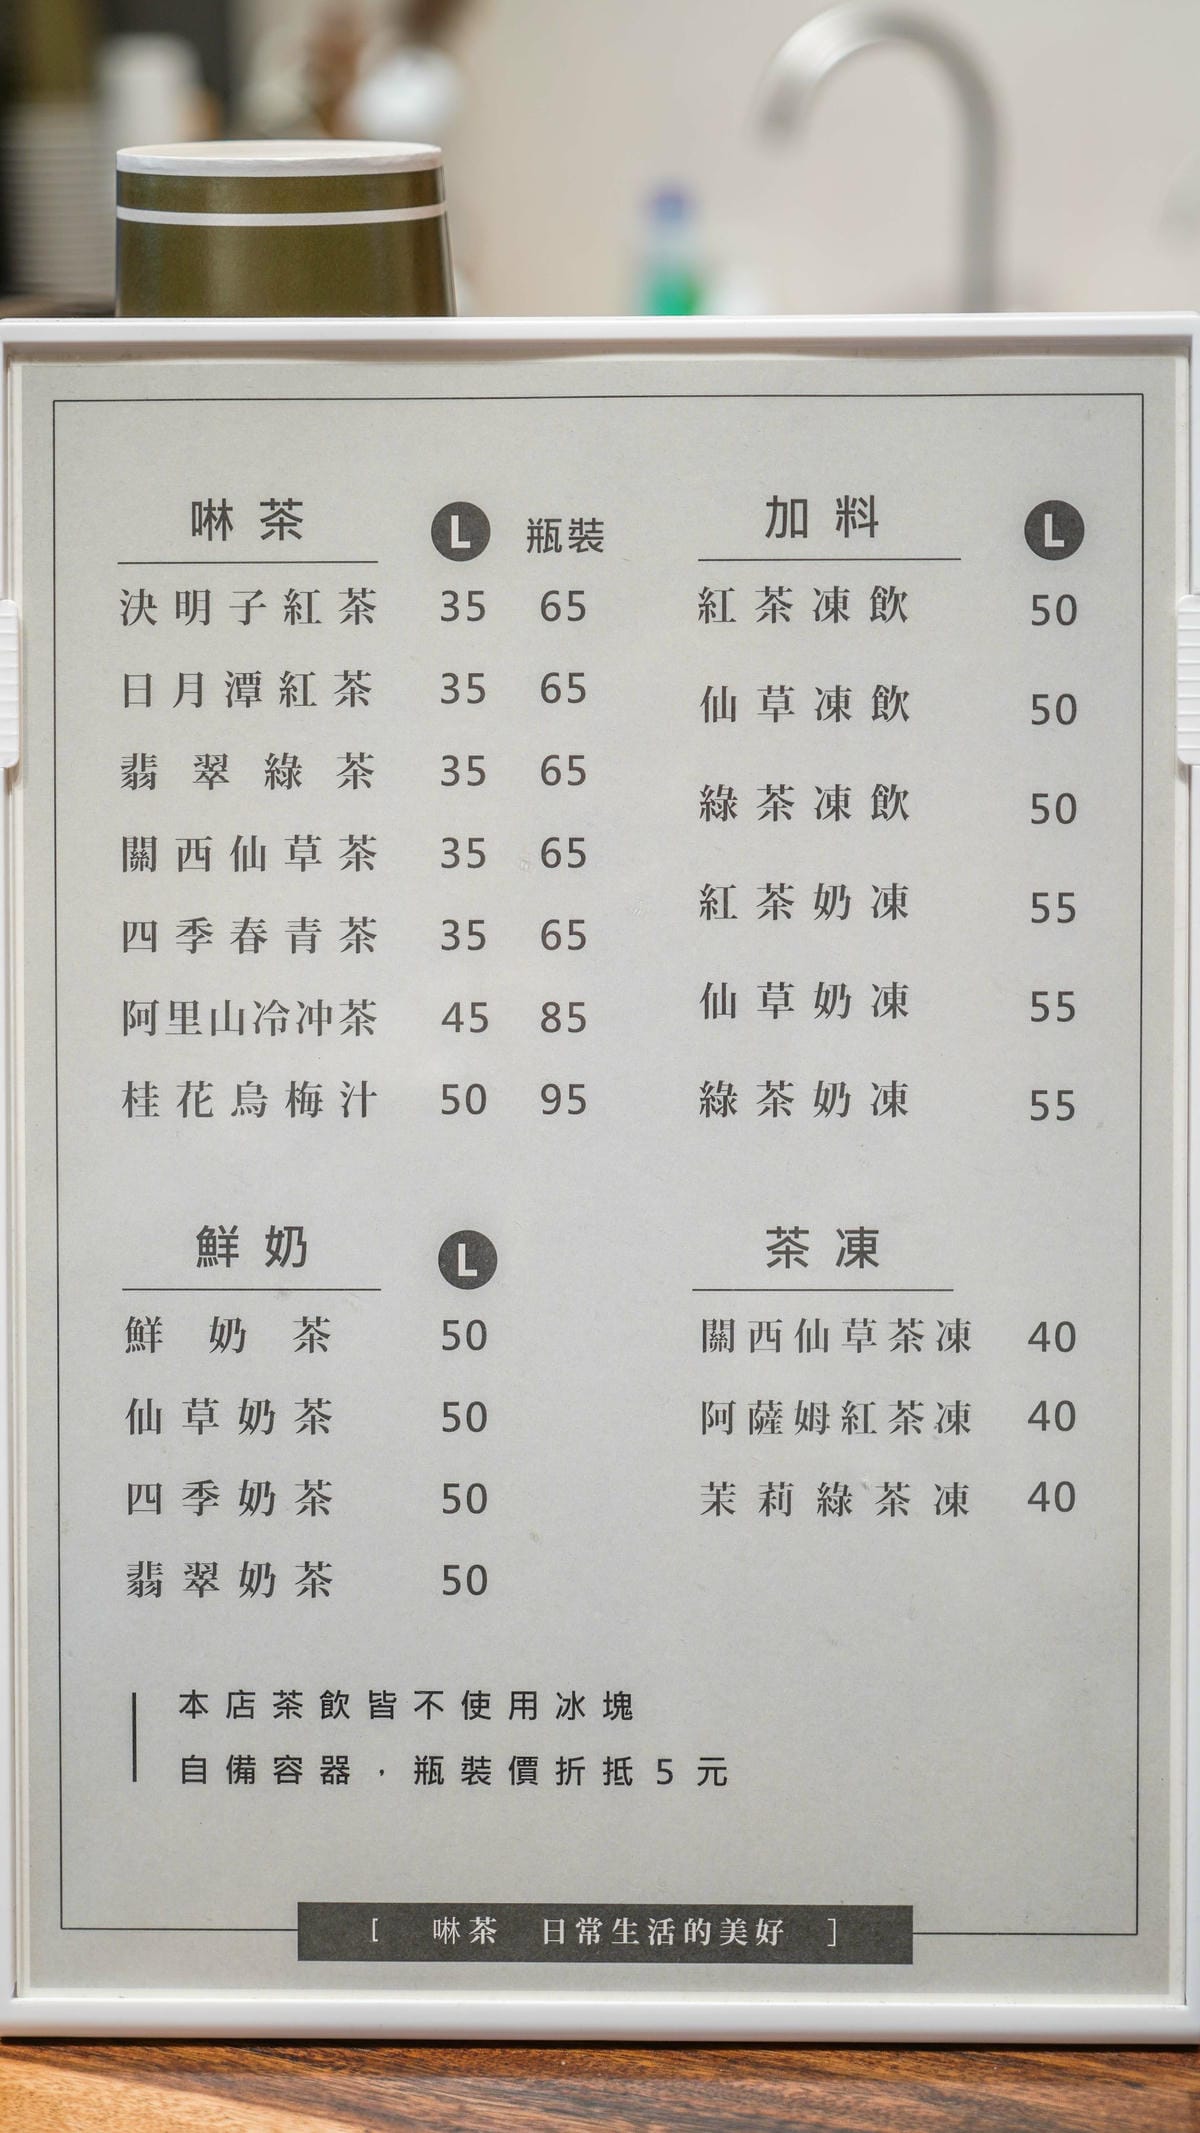 啉茶 L 瓶裝
決明子紅茶 35 65
日月潭紅茶 35 65
翡翠綠茶 35 65
關西仙草茶 35 65
四季春青茶 35 65
阿里山冷冲茶 45 85
桂花烏梅汁 50 95
加料 L
紅茶凍飲 50
仙草凍飲 50
綠茶凍飲 50
紅茶奶凍 55
仙草奶凍 55
綠茶奶凍 55
鮮奶 L
鮮奶茶 50
仙草奶茶 50
四季奶茶 50
翡翠奶茶 50
茶凍
關西仙草茶凍 40
阿薩姆紅茶凍 40
茉莉綠茶凍 40
本店茶飲皆不使用冰塊
自備容器，瓶裝價折抵5元
[ 啉茶 日常生活的美好 ]